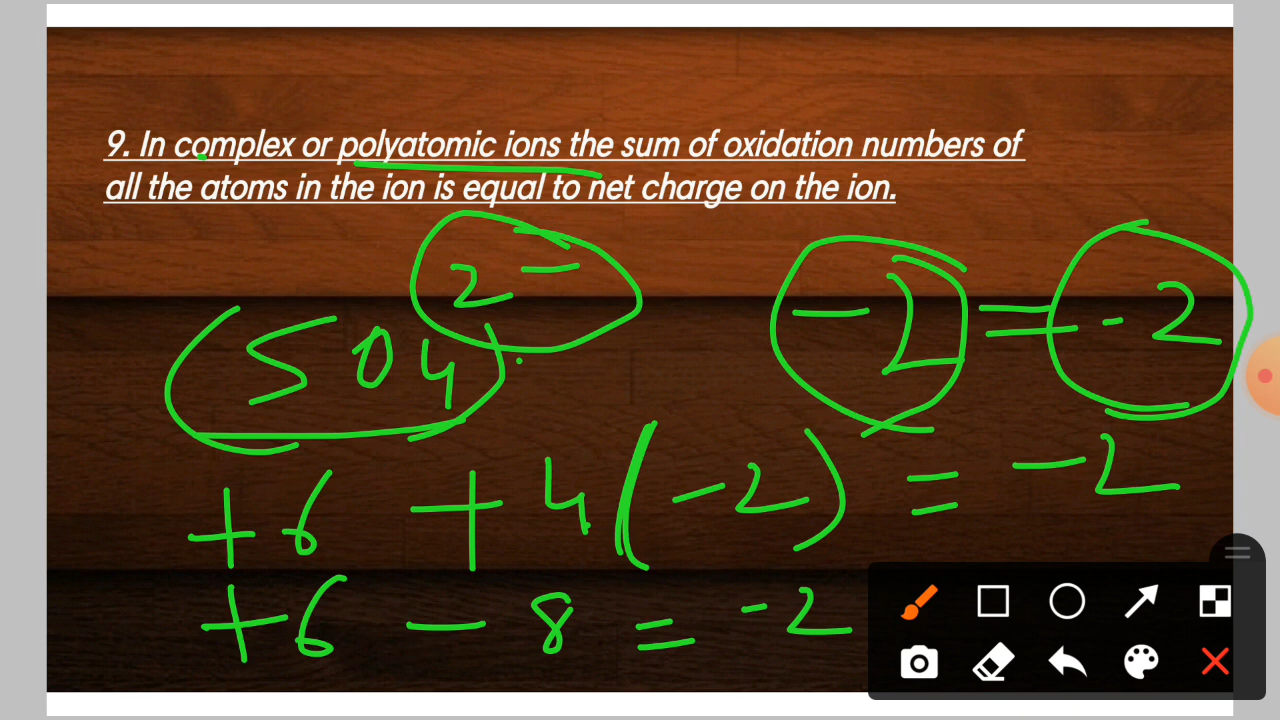 9. In complex or polyatomic ions the sum of oxidation numbers of
all the atoms in the ion is equal to net charge on the ion.
SO4 2- -2 = -2
+6 + 4(-2) = -2
+6 - 8 = -2